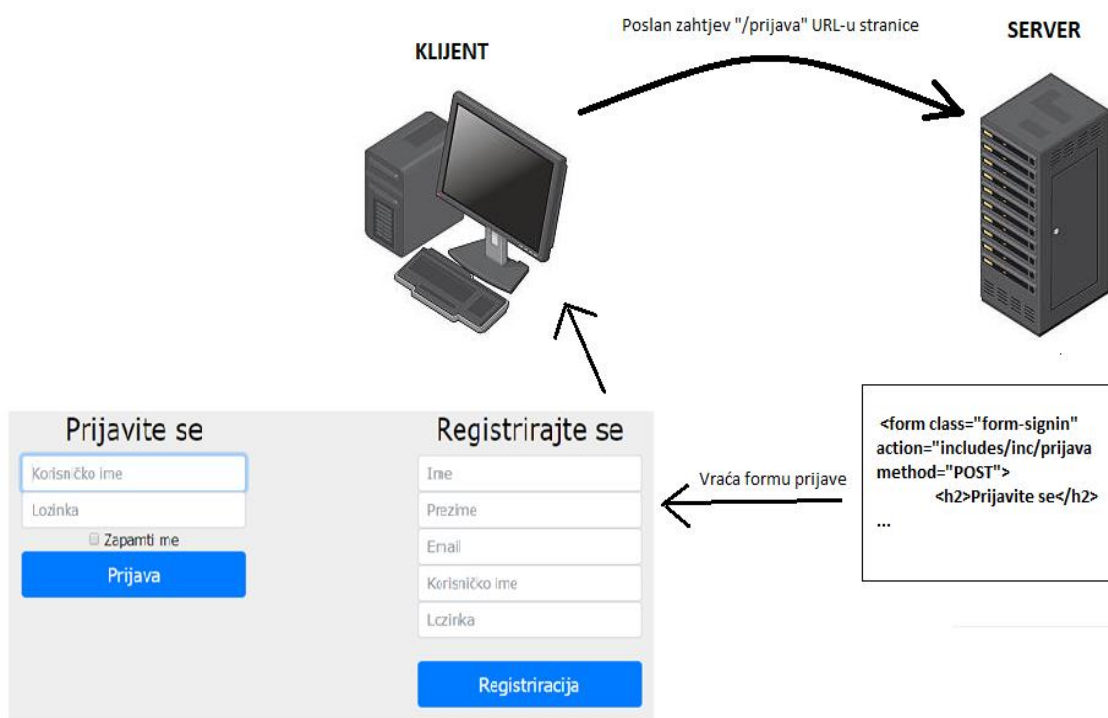 Poslan zahtjev "/prijava" URL-u stranice
SERVER
KLIJENT
Prijavite se
Korisničko ime
Lozinka
Zapamti me
Prijava
Registrirajte se
Ime
Prezime
Email
Korisničko ime
Lozinka
Registriracija
Vraća formu prijave
<form class="form-signin"
action="includes/inc/prijava
method="POST">
<h2>Prijavite se</h2>
...